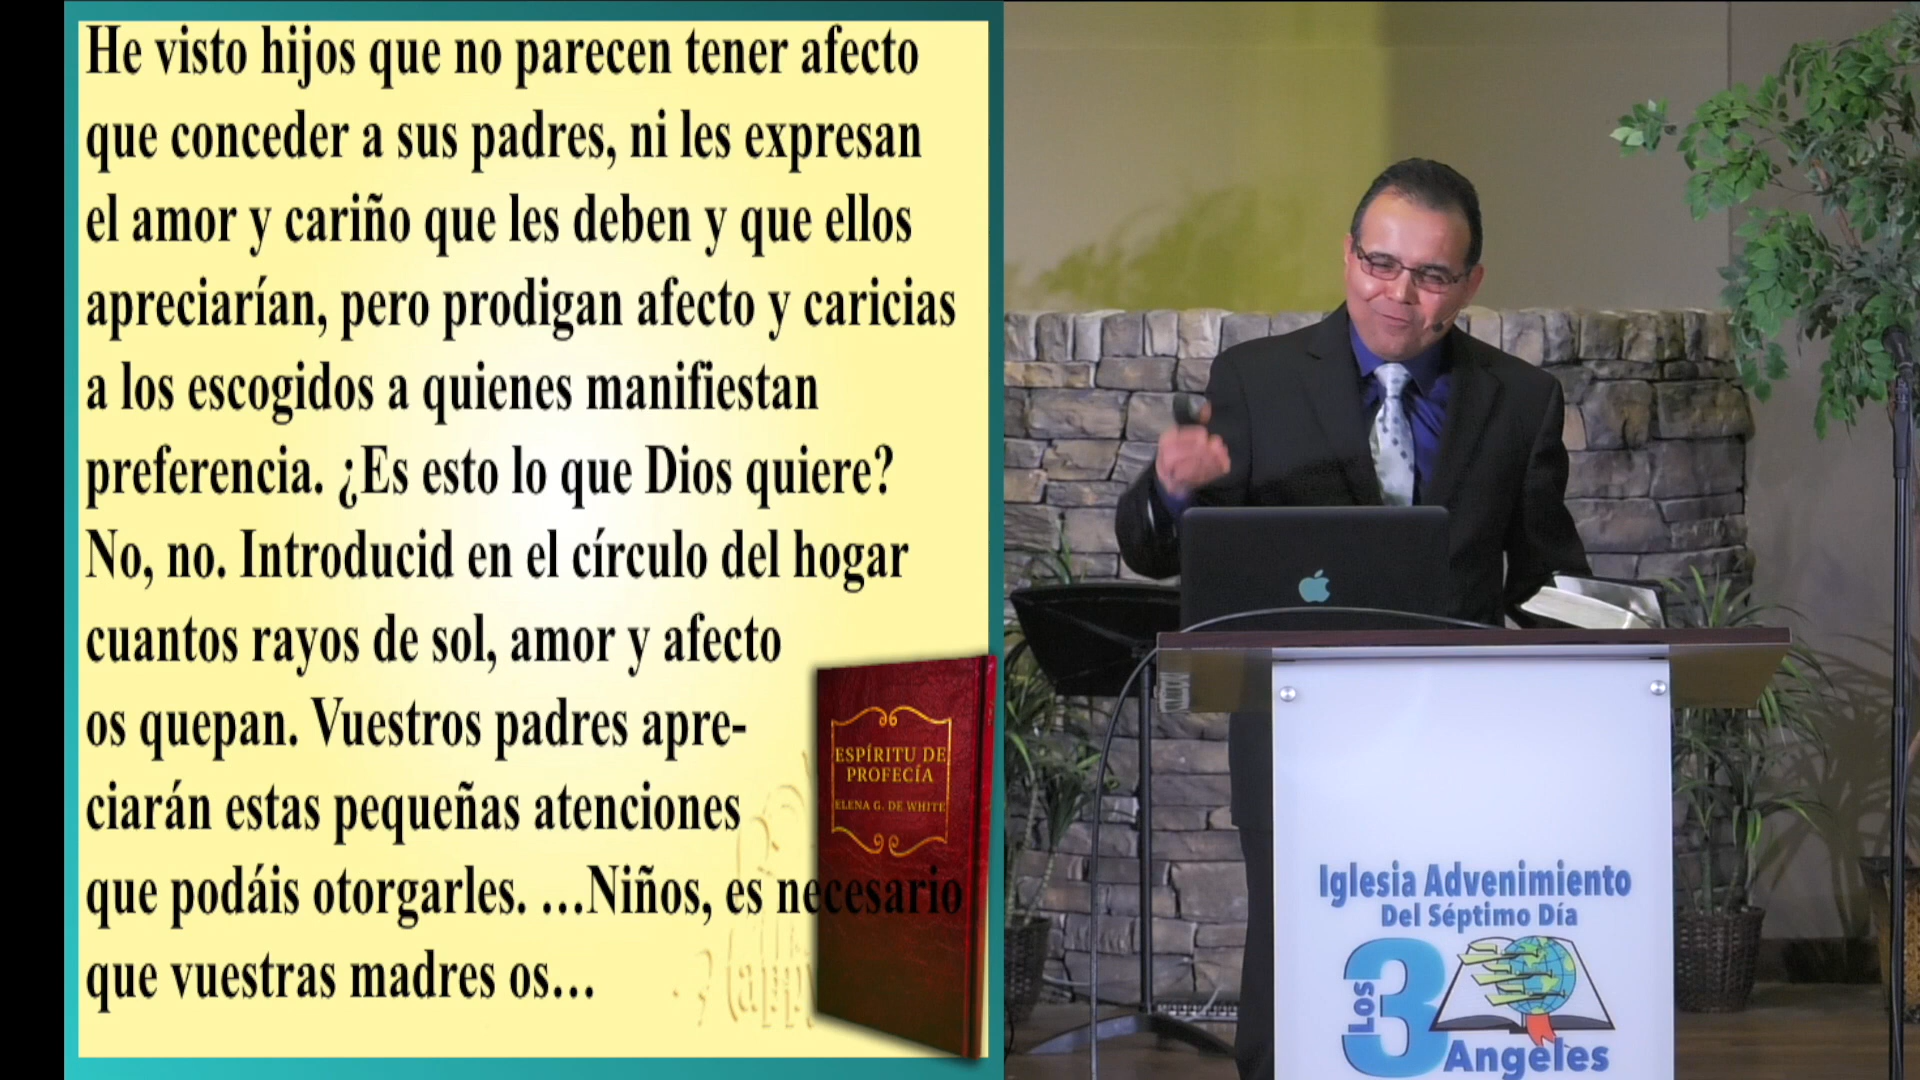 He visto hijos que no parecen tener afecto
que conceder a sus padres, ni les expresan
el amor y cariño que les deben y que ellos
apreciarían, pero prodigan afecto y caricias
a los escogidos a quienes manifiestan
preferencia. ¿Es esto lo que Dios quiere?
No, no. Introducid en el círculo del hogar
cuantos rayos de sol, amor y afecto
os quepan. Vuestros padres apre-
ciarán estas pequeñas atenciones
que podáis otorgarles. …Niños, es necesario
que vuestras madres os…
ESPÍRITU DE
PROFECÍA
ELENA G. DE WHITE
Iglesia Advenimiento
Del Séptimo Día
Los 3
Angeles